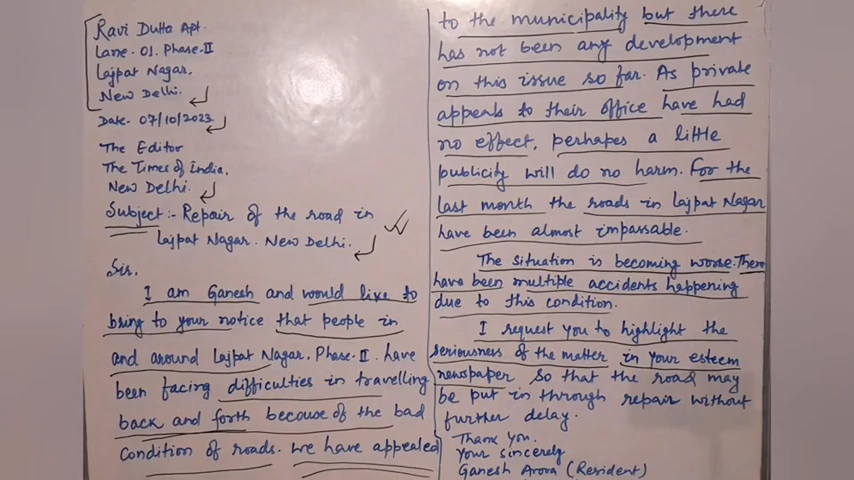 Ravi Dutta Apt.
Lane. 01. Phase-II
Lajpat Nagar.
New Delhi.
Date. 07/10/2023
The Editor
The Times of India.
New Delhi.
Subject:- Repair of the road in
Lajpat Nagar. New Delhi.
Sir.
I am Ganesh and would like to
bring to your notice that people in
and around Lajpat Nagar. Phase-II. have
been facing difficulties in travelling
back and forth because of the bad
condition of roads. we have appealed
to the municipality but there
has not been any development
on this issue so far. As private
appeals to their office have had
no effect, perhapes a little
publicity will do no harm. For the
last month the roads in Lajpat Nagar
have been almost impassable.
The situation is becoming worse. There
have been multiple accidents happening
due to this condition.
I request you to highlight the
seriousness of the matter in your esteem
newspaper so that the road may
be put in through repair without
further delay.
Thank you.
Your sincerely
Ganesh Arora (Resident)